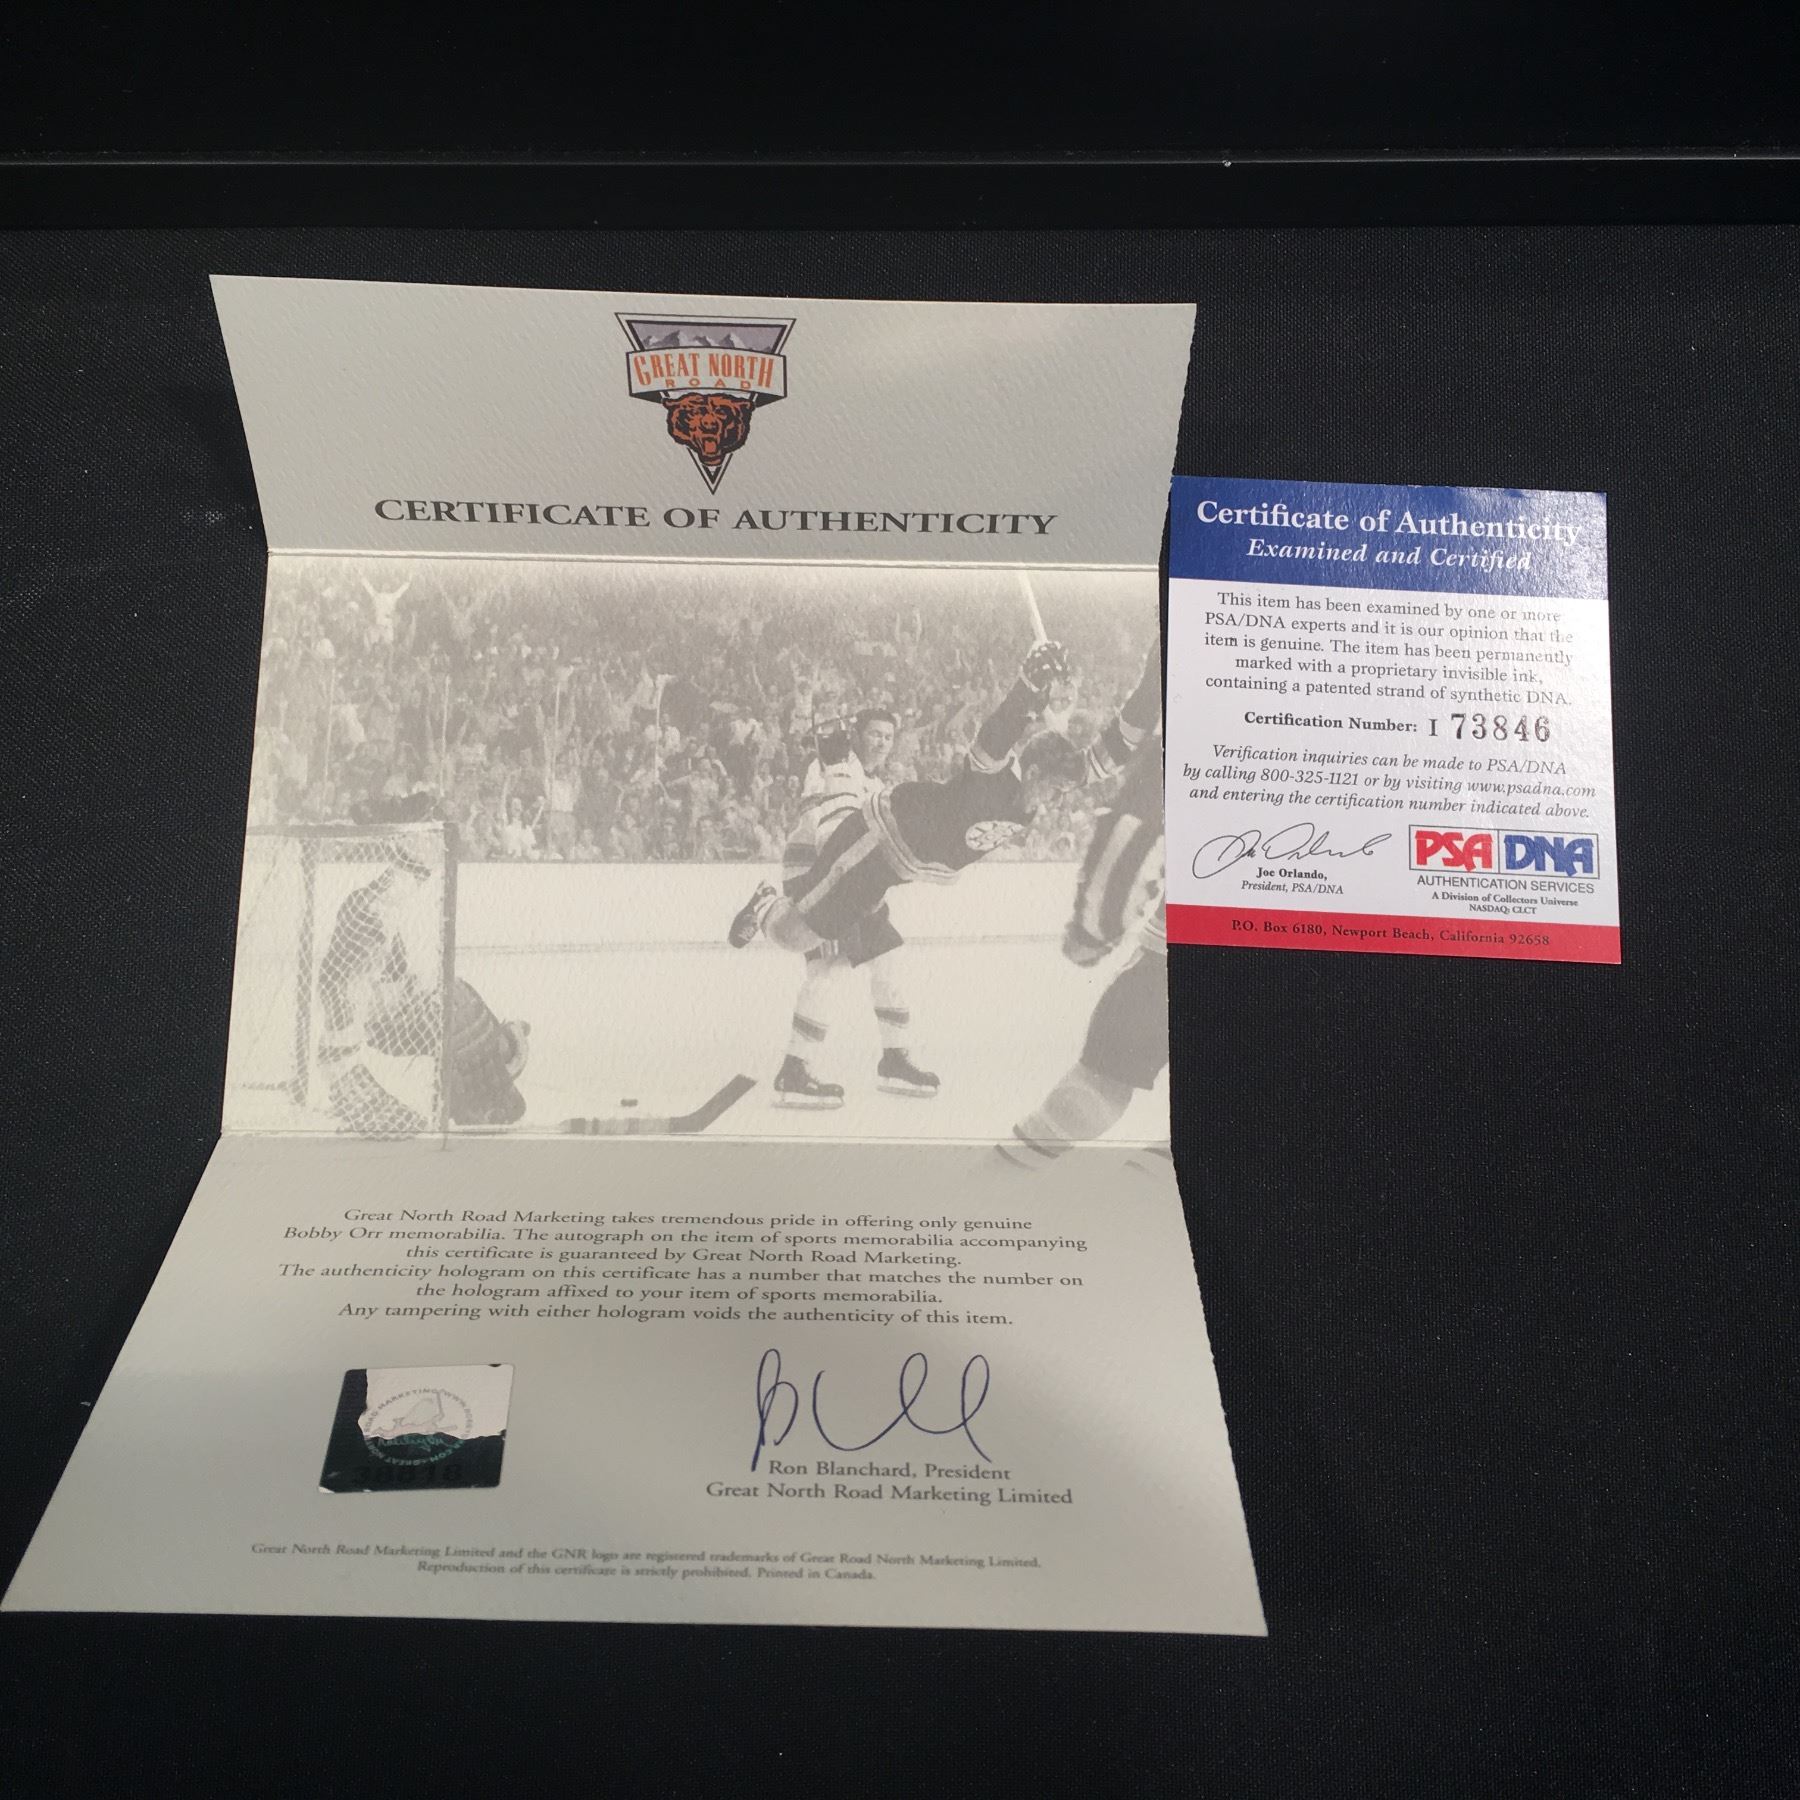 GREAT NORTH
ROAD
CERTIFICATE OF AUTHENTICITY
Great North Road Marketing takes tremendous pride in offering only genuine
Bobby Orr memorabilia. The autograph on the item of sports memorabilia accompanying
this certificate is guaranteed by Great North Road Marketing.
The authenticity hologram on this certificate has a number that matches the number on
the hologram affixed to your item of sports memorabilia.
Any tampering with either hologram voids the authenticity of this item.
Ron Blanchard, President
Great North Road Marketing Limited
Great North Road Marketing Limited and the GNR logo are registered trademarks of Great Road North Marketing Limited.
Reproduction of this certificate is strictly prohibited. Printed in Canada.
Certificate of Authenticity
Examined and Certified
This item has been examined by one or more
PSA/DNA experts and it is our opinion that the
item is genuine. The item has been permanently
marked with a proprietary invisible ink,
containing a patented strand of synthetic DNA.
Certification Number: I 73846
Verification inquiries can be made to PSA/DNA
by calling 800-325-1121 or by visiting www.psadna.com
and entering the certification number indicated above.
Joe Orlando,
President, PSA/DNA
PSA DNA
AUTHENTICATION SERVICES
A Division of Collectors Universe
NASDAQ: CLCT
P.O. Box 6180, Newport Beach, California 92658